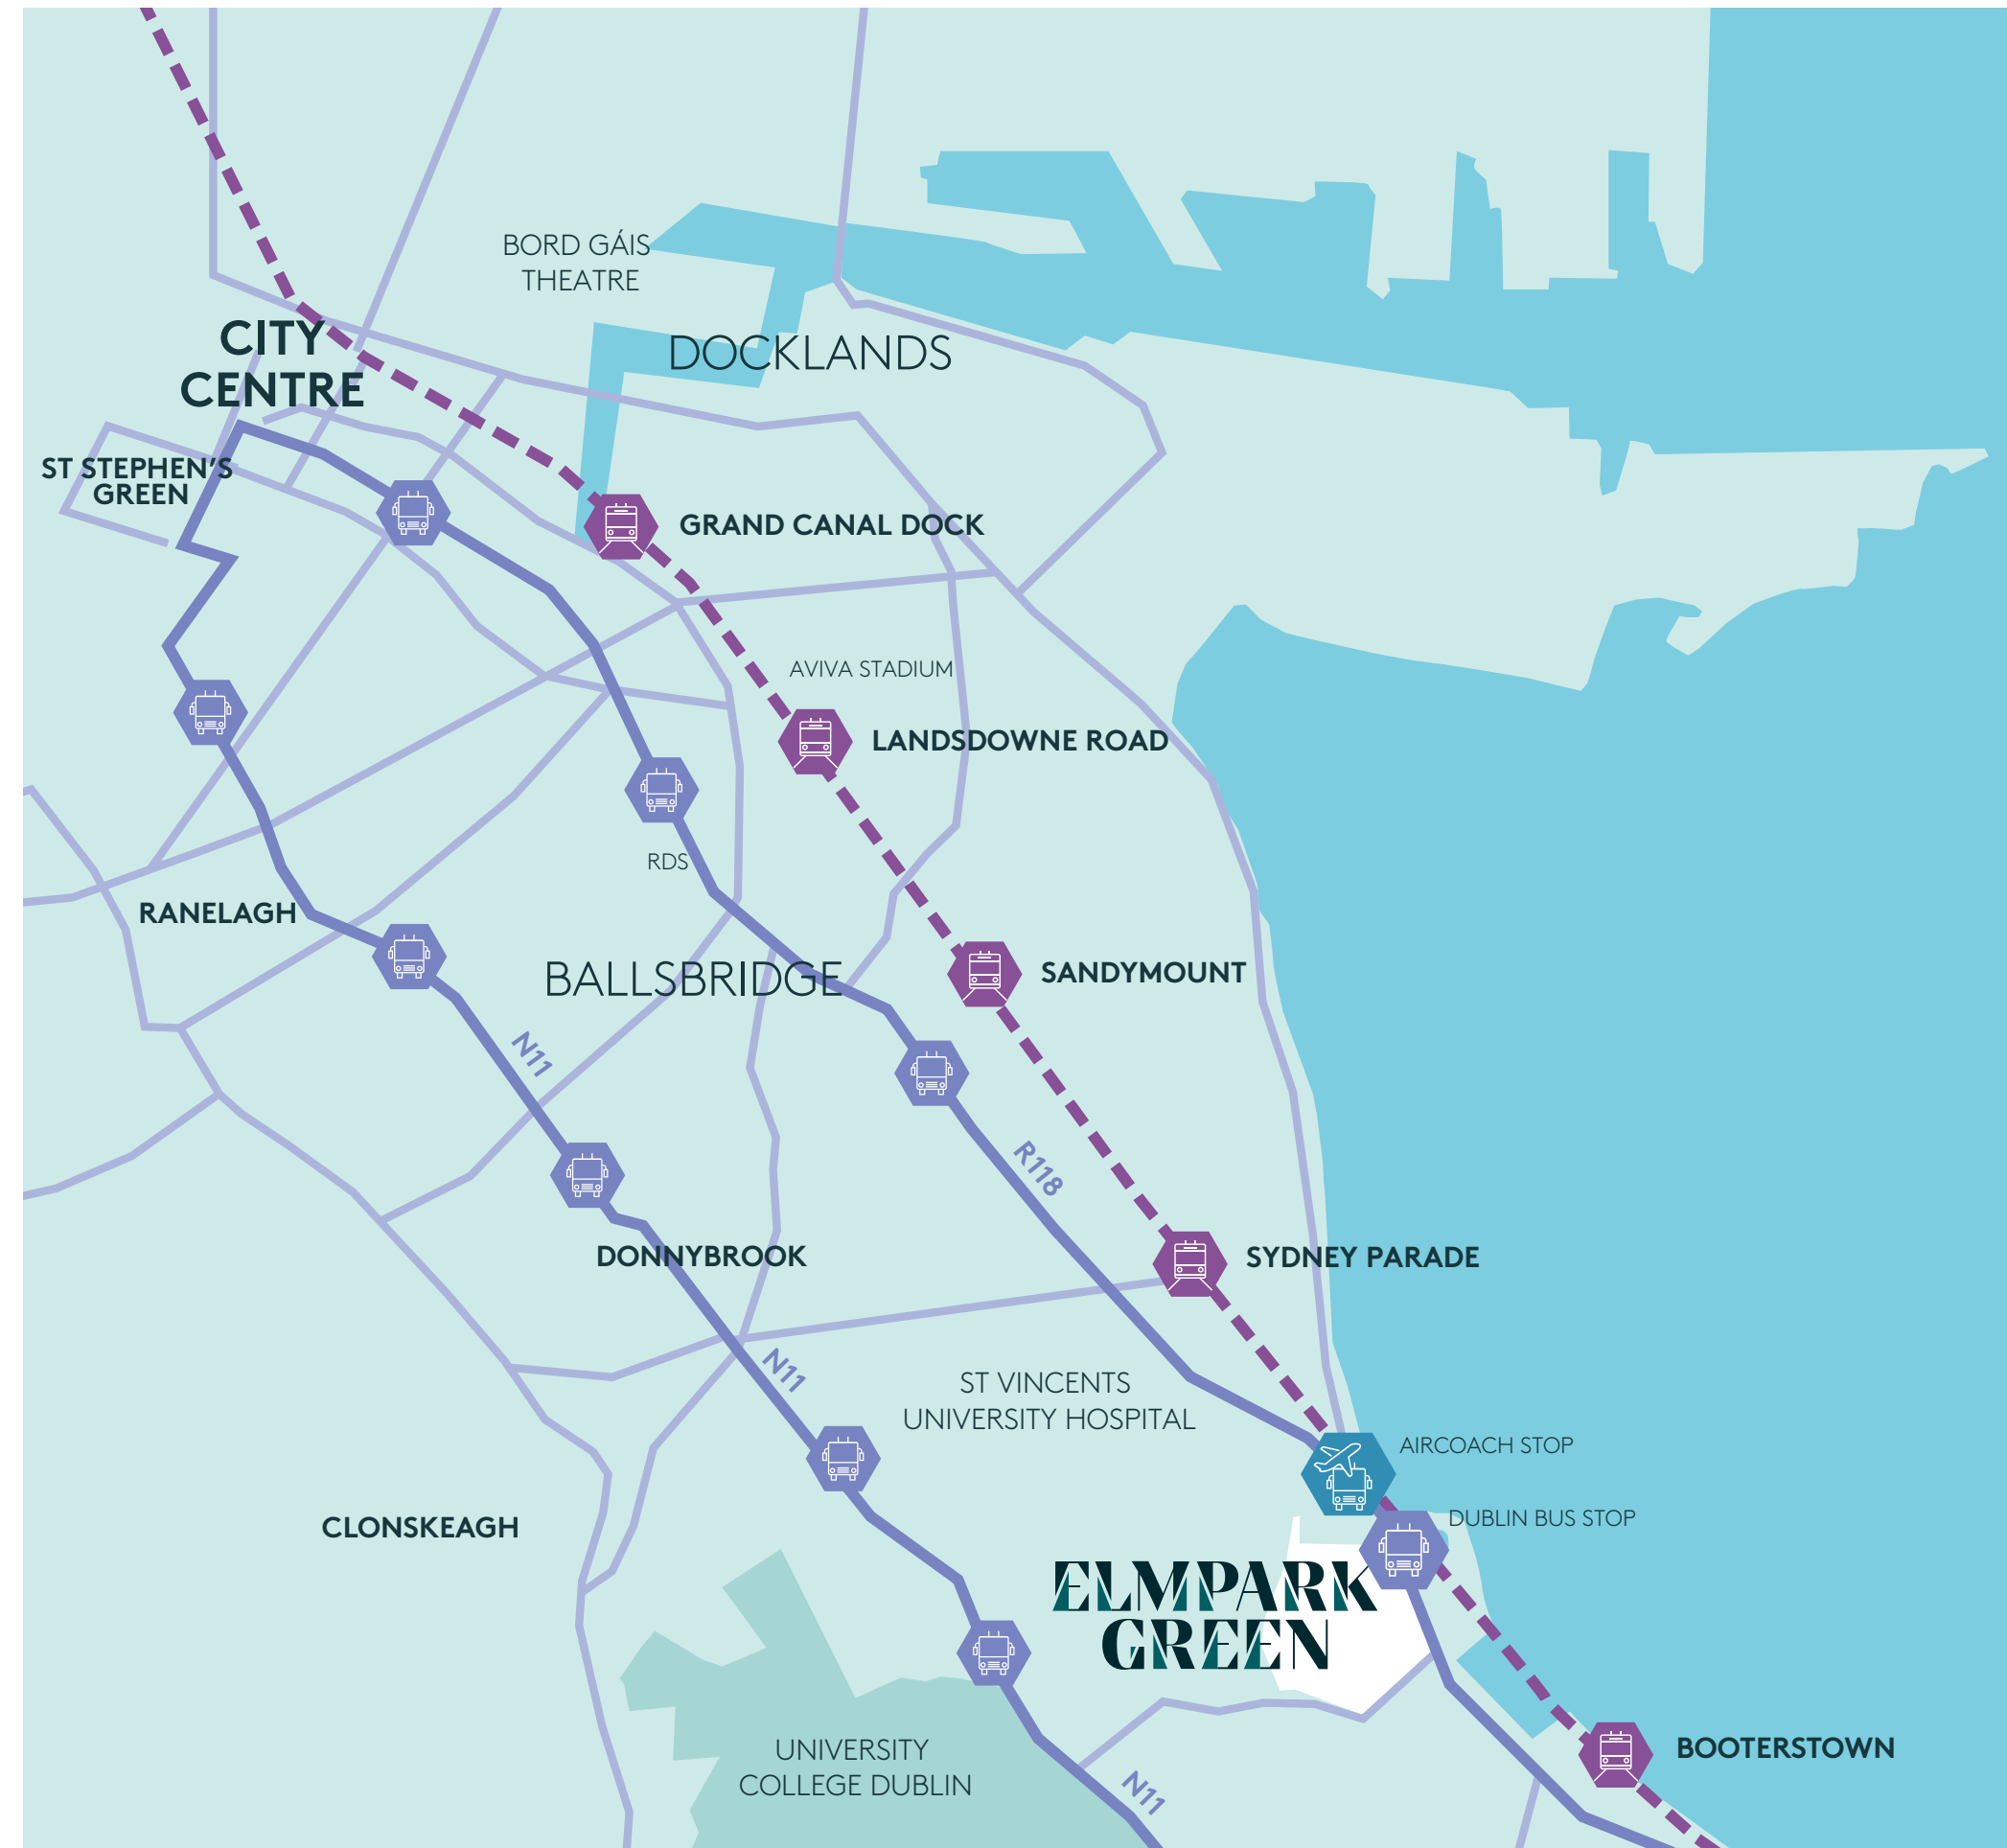 BORD GÁIS
THEATRE
CITY
CENTRE
DOCKLANDS
ST STEPHEN'S
GREEN
GRAND CANAL DOCK
AVIVA STADIUM
LANDSDOWNE ROAD
RDS
RANELAGH
BALLSBRIDGE
SANDYMOUNT
N11
R118
DONNYBROOK
SYDNEY PARADE
N11
ST VINCENTS
UNIVERSITY HOSPITAL
AIRCOACH STOP
DUBLIN BUS STOP
CLONSKEAGH
ELMPARK
GREEN
UNIVERSITY
COLLEGE DUBLIN
BOOTERSTOWN
N11